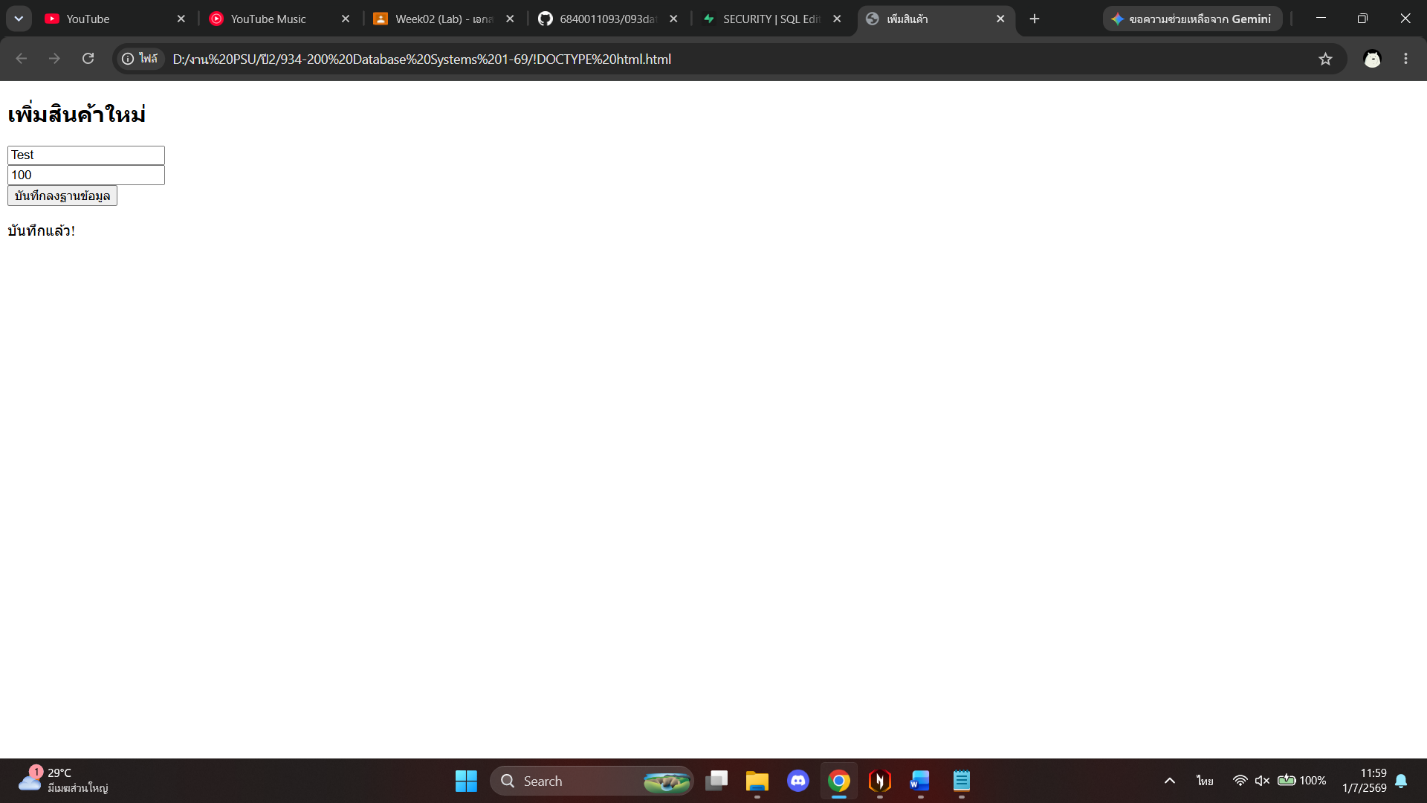 YouTube
YouTube Music
Week02 (Lab) - เอกส
6840011093/093da
SECURITY | SQL Edit
เพิ่มสินค้า
ขอความช่วยเหลือจาก Gemini
ไฟล์
D:/งาน%20PSU/ปี2/934-200%20Database%20Systems%201-69/!DOCTYPE%20html.html
เพิ่มสินค้าใหม่
Test
100
บันทึกลงฐานข้อมูล
บันทึกแล้ว!
1
29°C
มีเมฆส่วนใหญ่
Search
ไทย
100%
11:59
1/7/2569